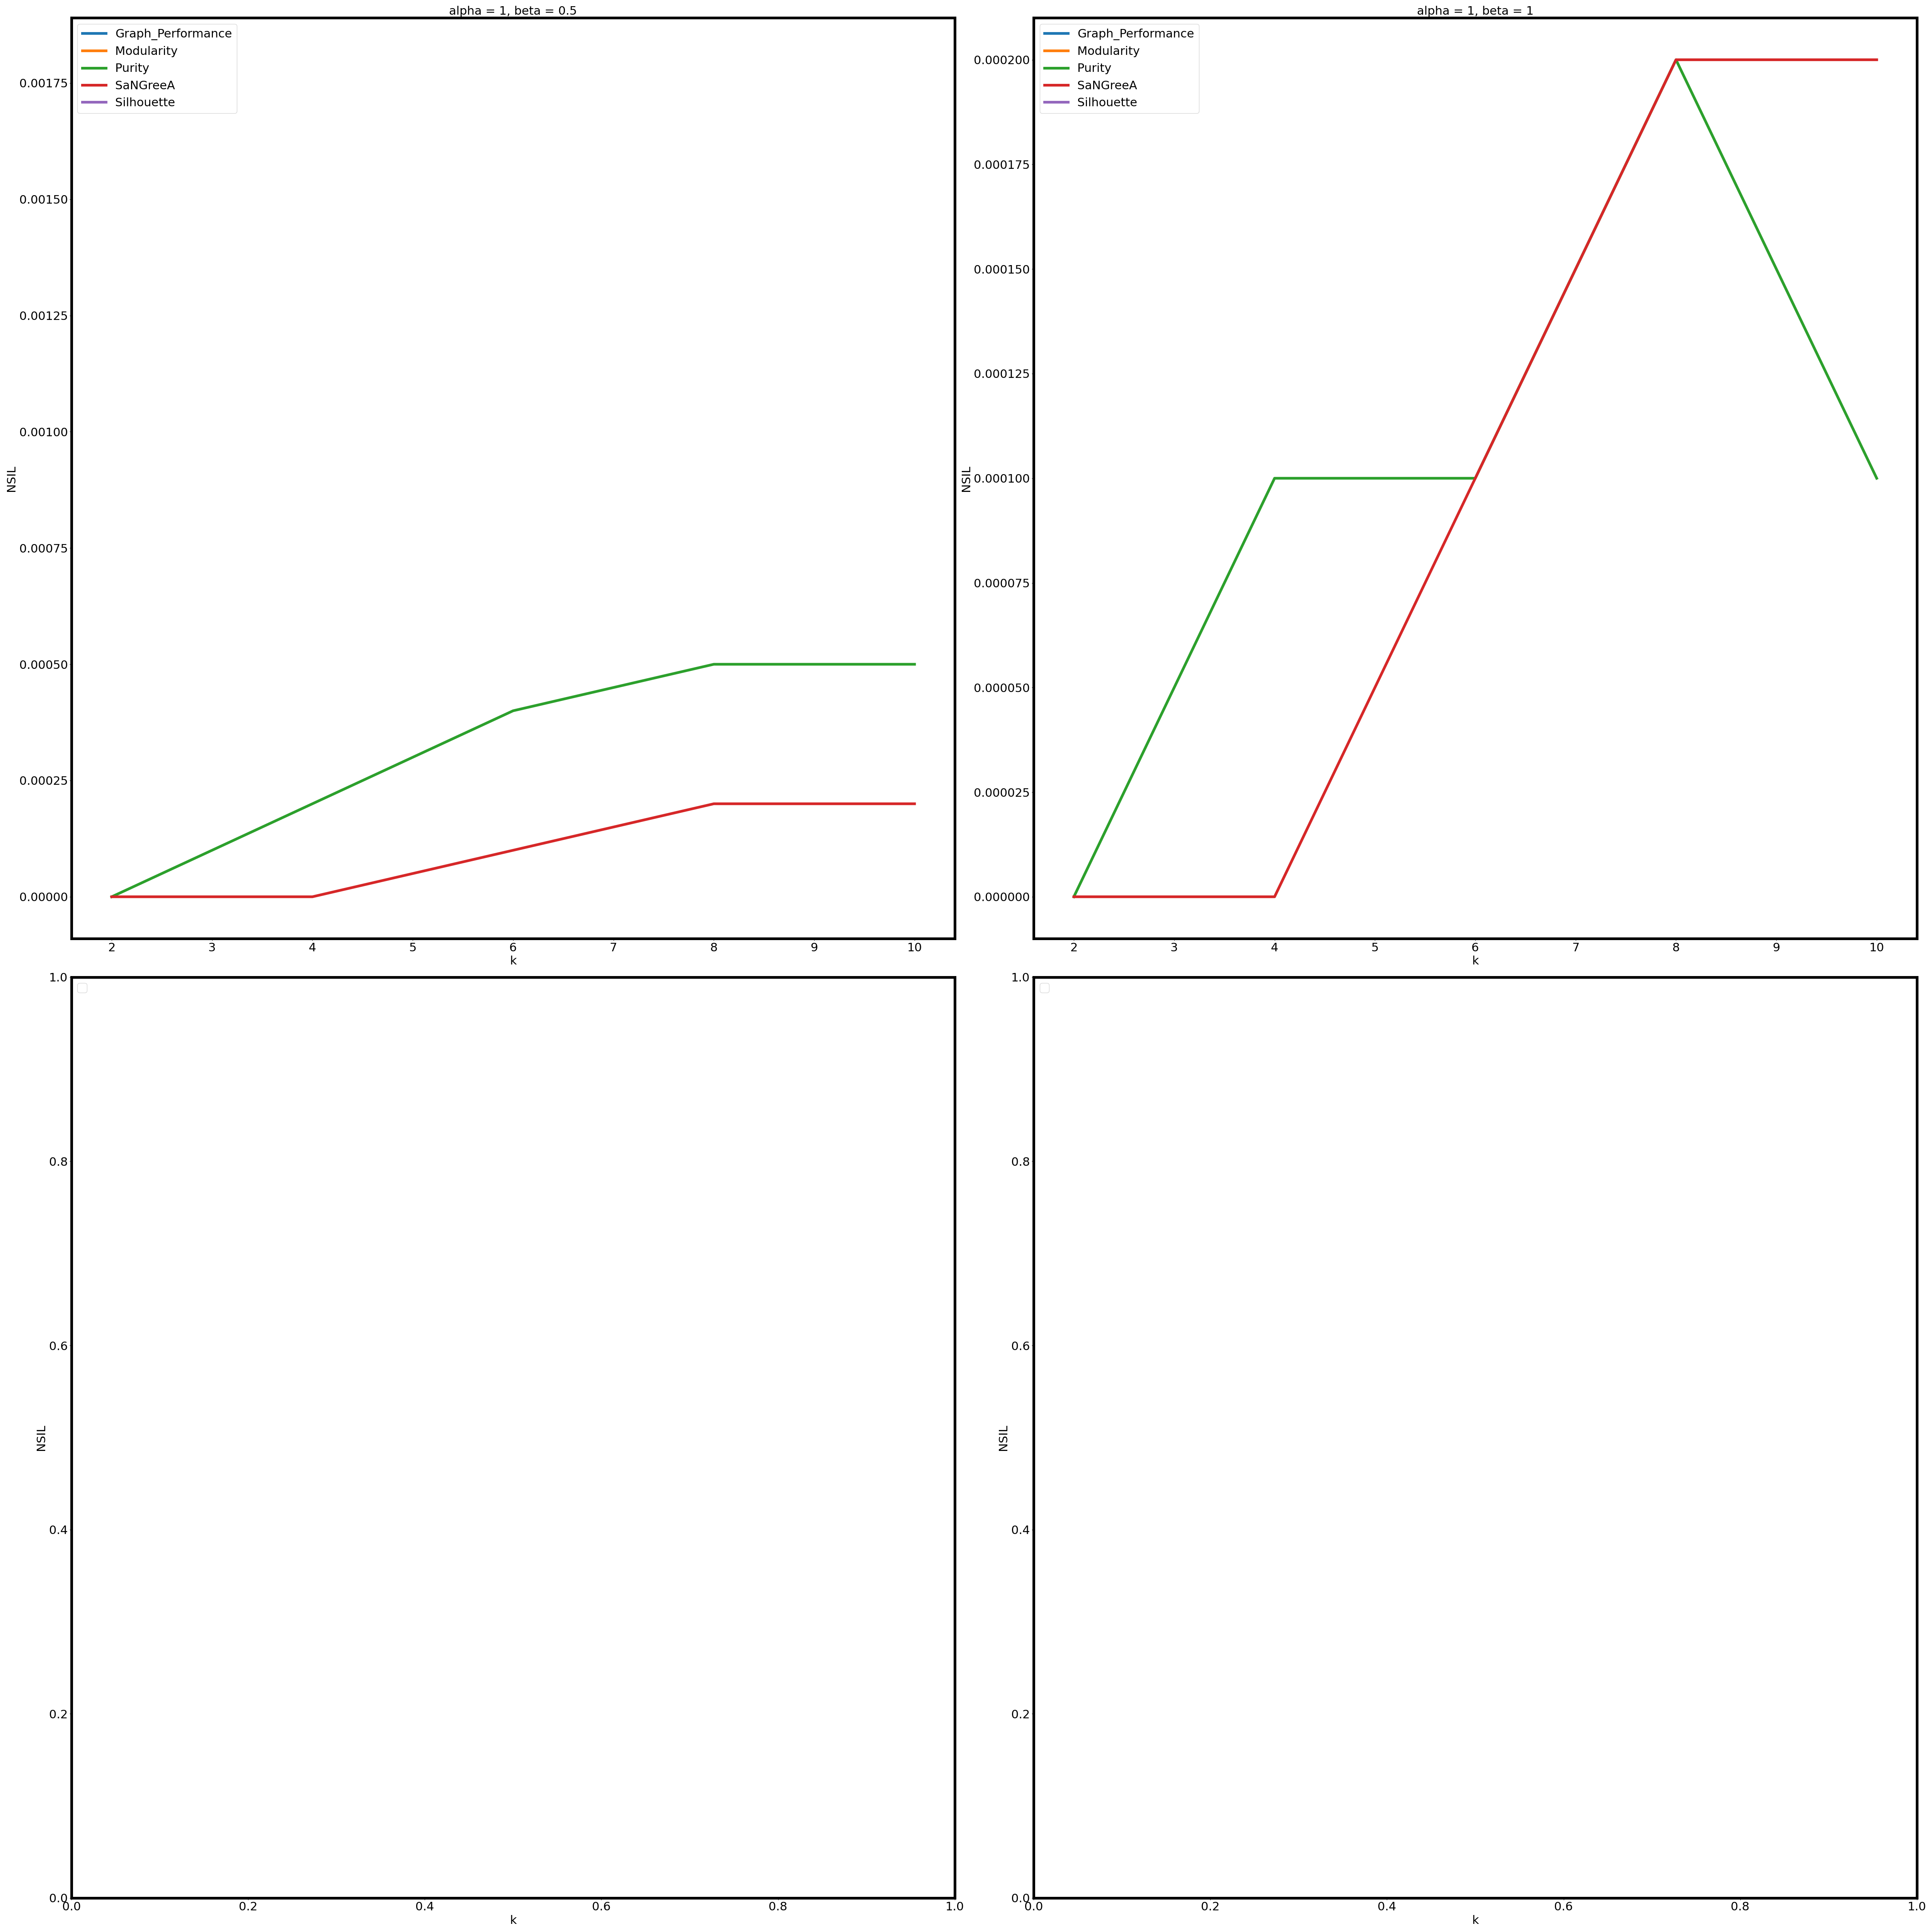 alpha = 1, beta = 0.5
Graph_Performance
Modularity
Purity
SaNGreeA
Silhouette
0.00175
0.00150
0.00125
0.00100
0.00075
0.00050
0.00025
0.00000
NSIL
2 3 4 5 6 7 8 9 10
k
alpha = 1, beta = 1
Graph_Performance
Modularity
Purity
SaNGreeA
Silhouette
0.000200
0.000175
0.000150
0.000125
0.000100
0.000075
0.000050
0.000025
0.000000
NSIL
2 3 4 5 6 7 8 9 10
k
1.0
0.8
0.6
0.4
0.2
0.0
NSIL
0.0 0.2 0.4 0.6 0.8 1.0
k
1.0
0.8
0.6
0.4
0.2
0.0
NSIL
0.0 0.2 0.4 0.6 0.8 1.0
k